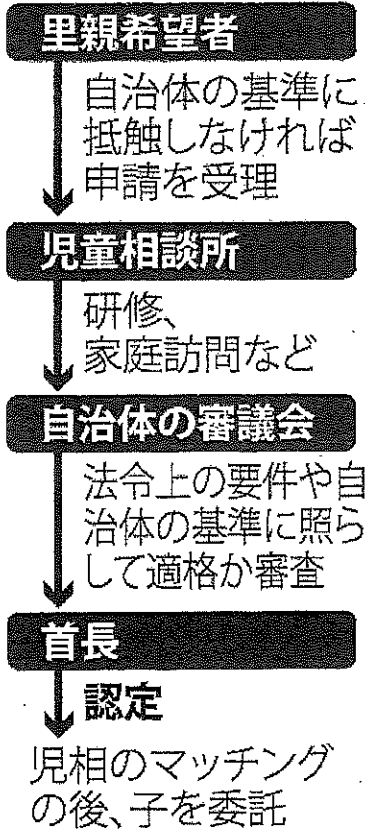 里親希望者
自治体の基準に
抵触しなければ
申請を受理
児童相談所
研修、
家庭訪問など
自治体の審議会
法令上の要件や自
治体の基準に照ら
して適格か審査
首長
認定
児相のマッチング
の後、子を委託